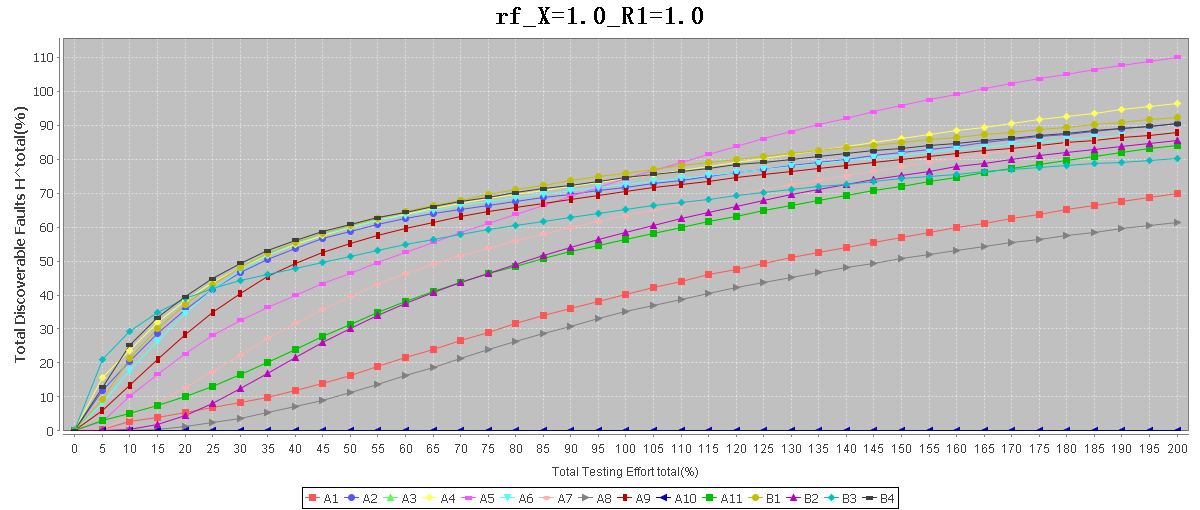 rf_X=1.0_R1=1.0
Total Discoverable Faults H^total(%)
110
100
90
80
70
60
50
40
30
20
10
0
0 5 10 15 20 25 30 35 40 45 50 55 60 65 70 75 80 85 90 95 100 105 110 115 120 125 130 135 140 145 150 155 160 165 170 175 180 185 190 195 200
Total Testing Effort total(%)
A1 A2 A3 A4 A5 A6 A7 A8 A9 A10 A11 B1 B2 B3 B4